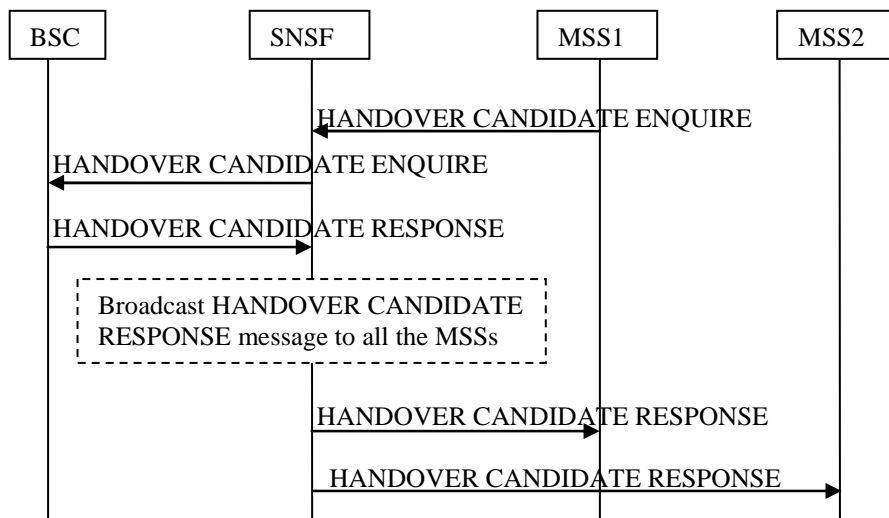 BSC
SNSF
MSS1
MSS2
HANDOVER CANDIDATE ENQUIRE
HANDOVER CANDIDATE ENQUIRE
HANDOVER CANDIDATE RESPONSE
Broadcast HANDOVER CANDIDATE
RESPONSE message to all the MSSs
HANDOVER CANDIDATE RESPONSE
HANDOVER CANDIDATE RESPONSE